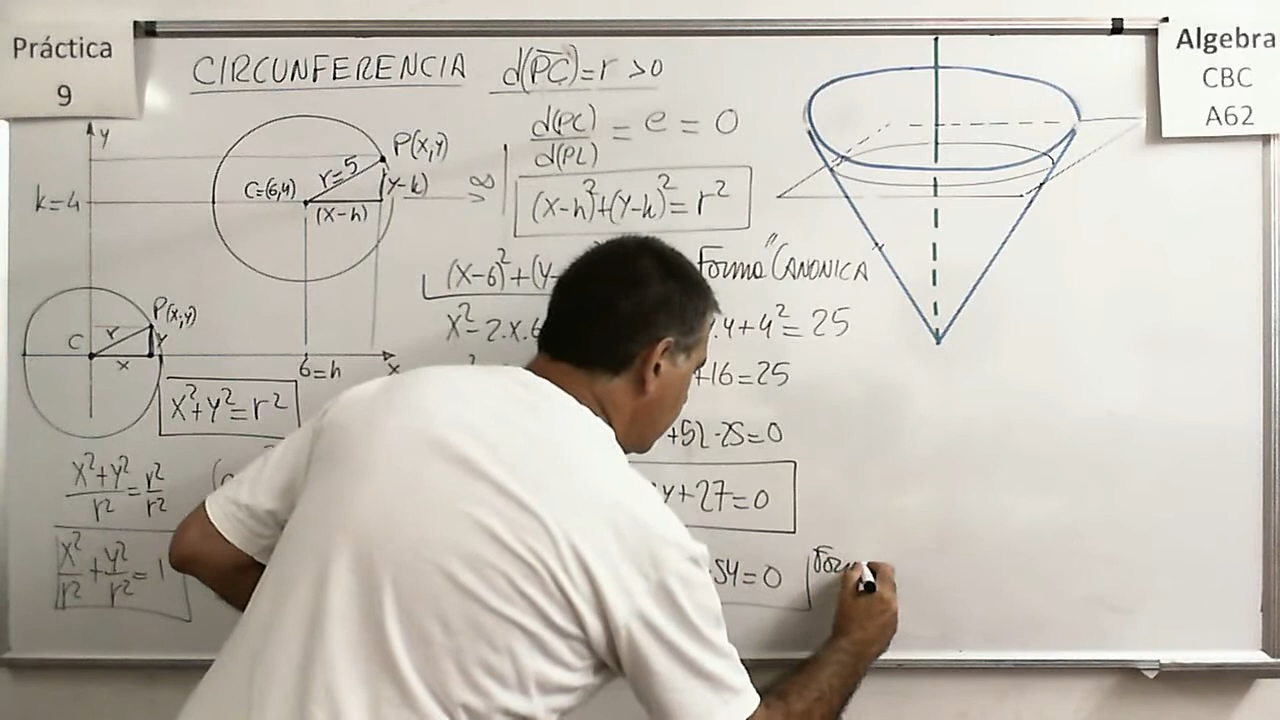 Práctica
9
Algebra
CBC
A62
CIRCUNFERENCIA d(PC)=r >0
d(PC)/d(PL) = e = 0
(x-h)²+(y-k)²=r²
y
P(x,y)
r=5
C=(6,4)
(y-k)
(x-h)
k=4
∞
(x-6)²+(y-
Forma "CANONICA
x²-2.x.6
.4+4²=25
+16=25
+52-25=0
y+27=0
-54=0
Form
P(x,y)
C
r
y
x
6=h
x
x²+y²=r²
x²+y²/r²=r²/r²
x²/r²+y²/r²=1